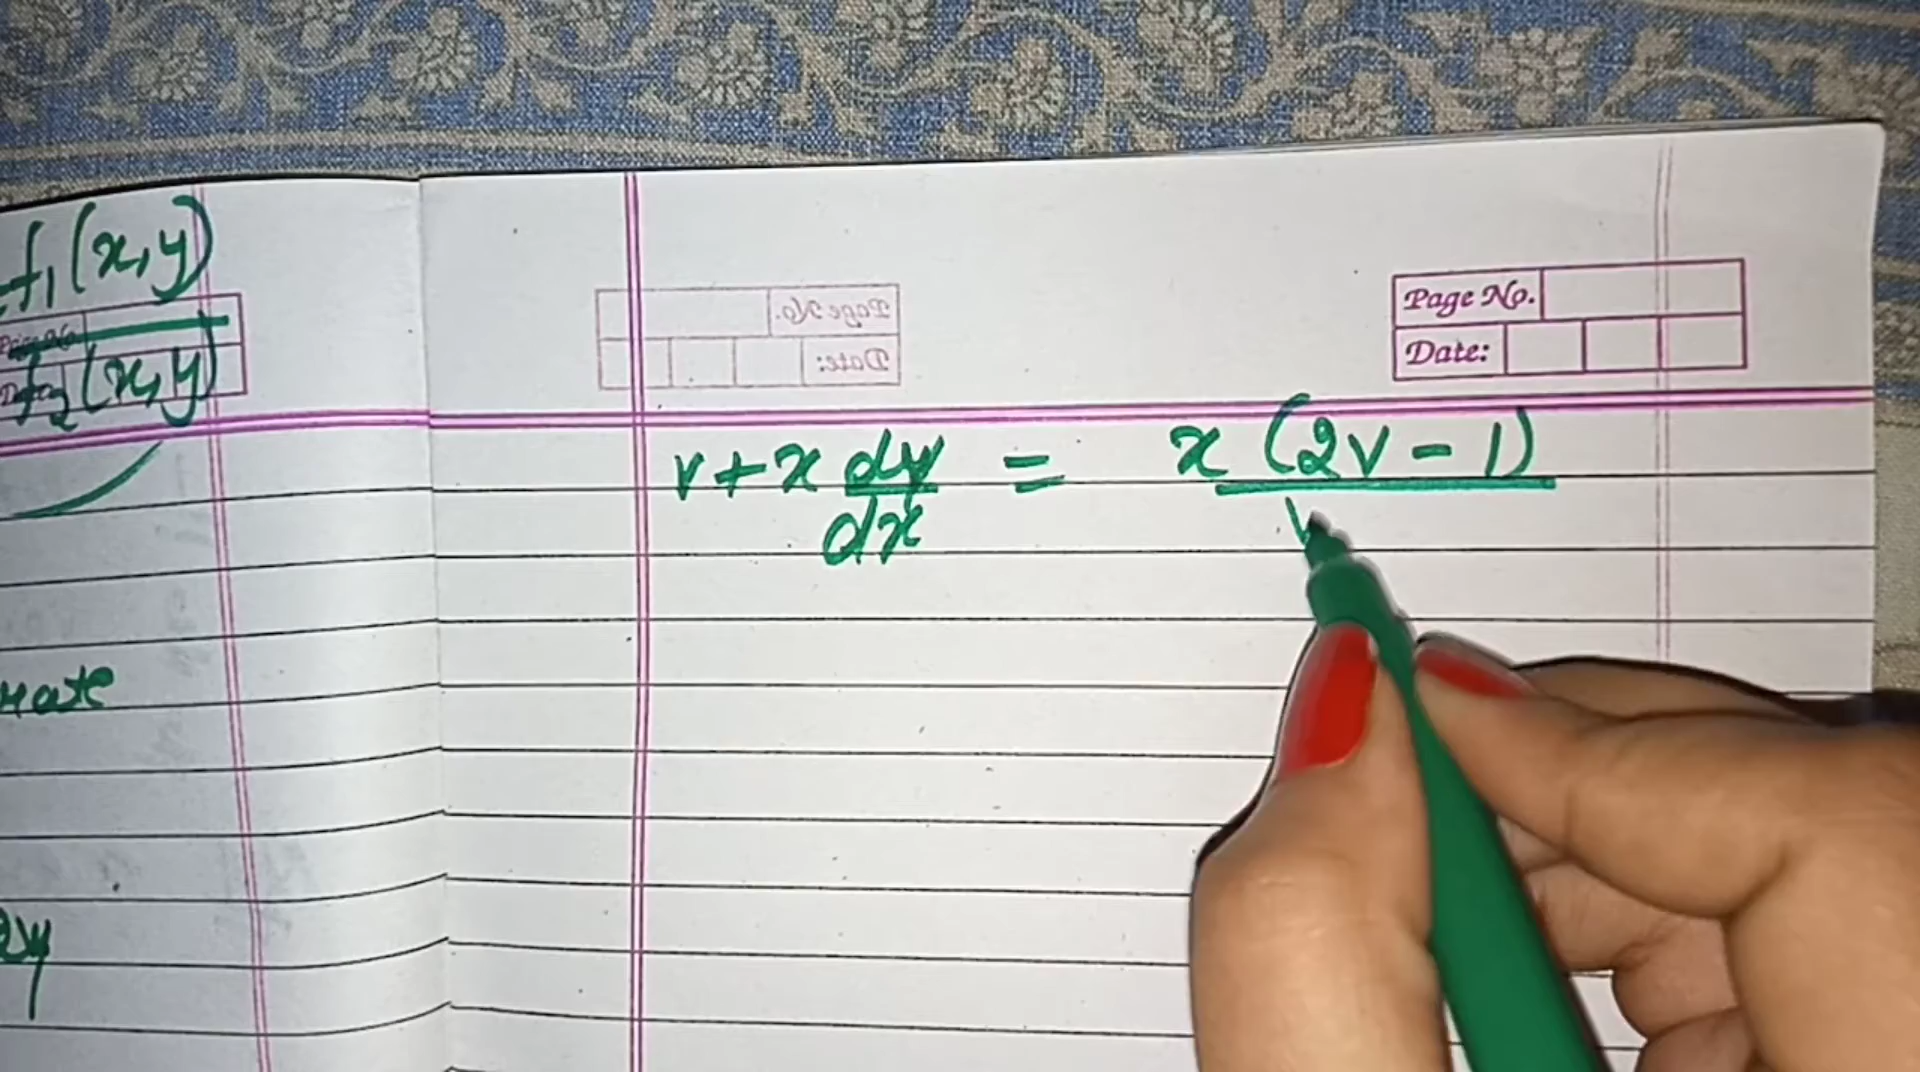 f₁(x,y)
f₂(x,y)
Page No.
Date:
Page No.
Date:
v + x dv/dx = x (2v - 1)